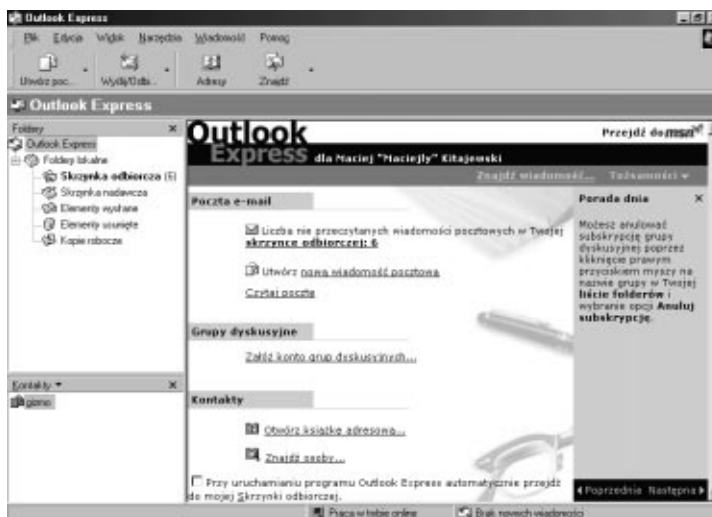 Outlook Express
Plik Edycja Widok Narzędzia Wiadomość Pomoc
Utwórz poc... Wyślij/Odbi... Adresy Znajdź
Outlook Express
Foldery ×
Outlook Express
Foldery lokalne
Skrzynka odbiorcza (6)
Skrzynka nadawcza
Elementy wysłane
Elementy usunięte
Kopie robocze
Kontakty ×
gizmo
Outlook
Express dla Maciej "Maciejly" Kitajewski
Przejdź do msn
Znajdź wiadomość... Tożsamości
Poczta e-mail
Liczba nie przeczytanych wiadomości pocztowych w Twojej
skrzynce odbiorczej: 6
Utwórz nową wiadomość pocztową
Czytaj pocztę
Grupy dyskusyjne
Załóż konto grup dyskusyjnych...
Kontakty
Otwórz książkę adresową...
Znajdź osoby...
Przy uruchamianiu programu Outlook Express automatycznie przejdź
do mojej Skrzynki odbiorczej.
Porada dnia ×
Możesz anulować
subskrypcję grupy
dyskusyjnej poprzez
kliknięcie prawym
przyciskiem myszy na
nazwie grupy w Twojej
liście folderów i
wybranie opcji Anuluj
subskrypcję.
Poprzednie Następna
Praca w trybie online Brak nowych wiadomości